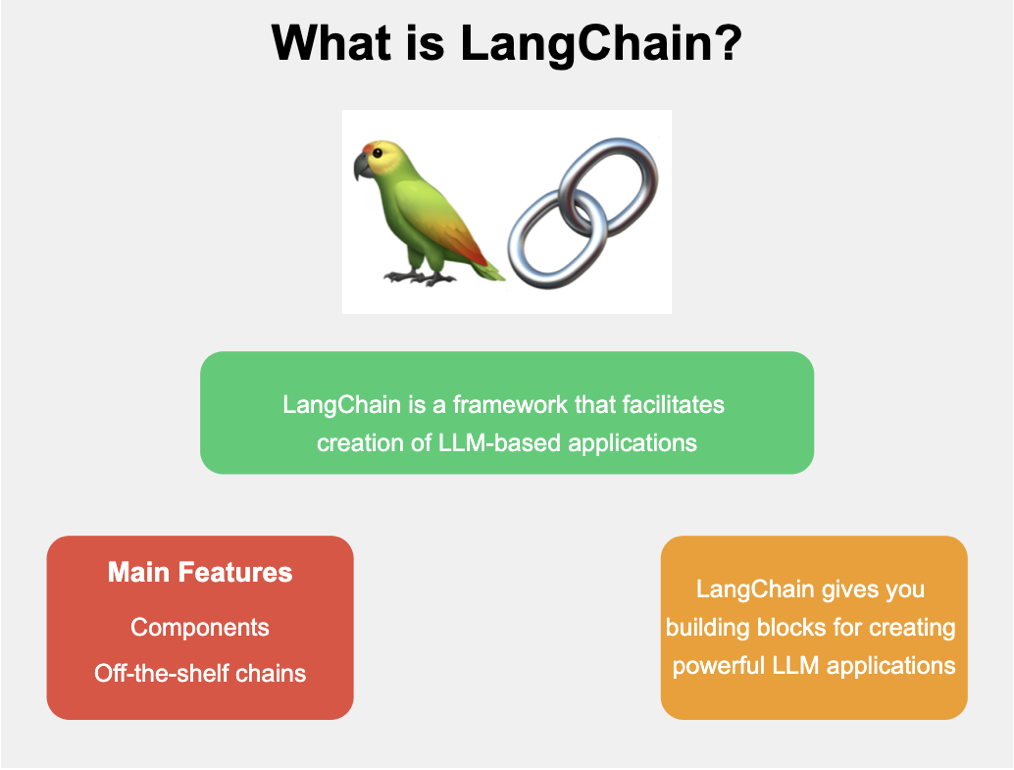 What is LangChain?
LangChain is a framework that facilitates
creation of LLM-based applications
Main Features
Components
Off-the-shelf chains
LangChain gives you
building blocks for creating
powerful LLM applications